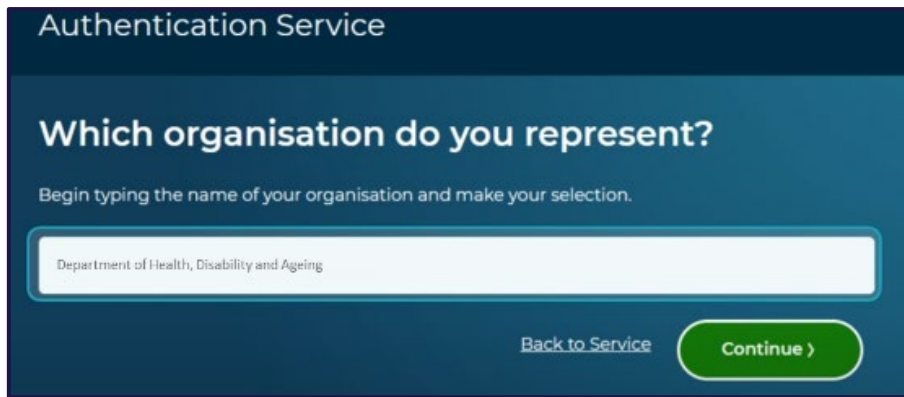 Authentication Service
Which organisation do you represent?
Begin typing the name of your organisation and make your selection.
Department of Health, Disability and Ageing
Back to Service
Continue ⟩